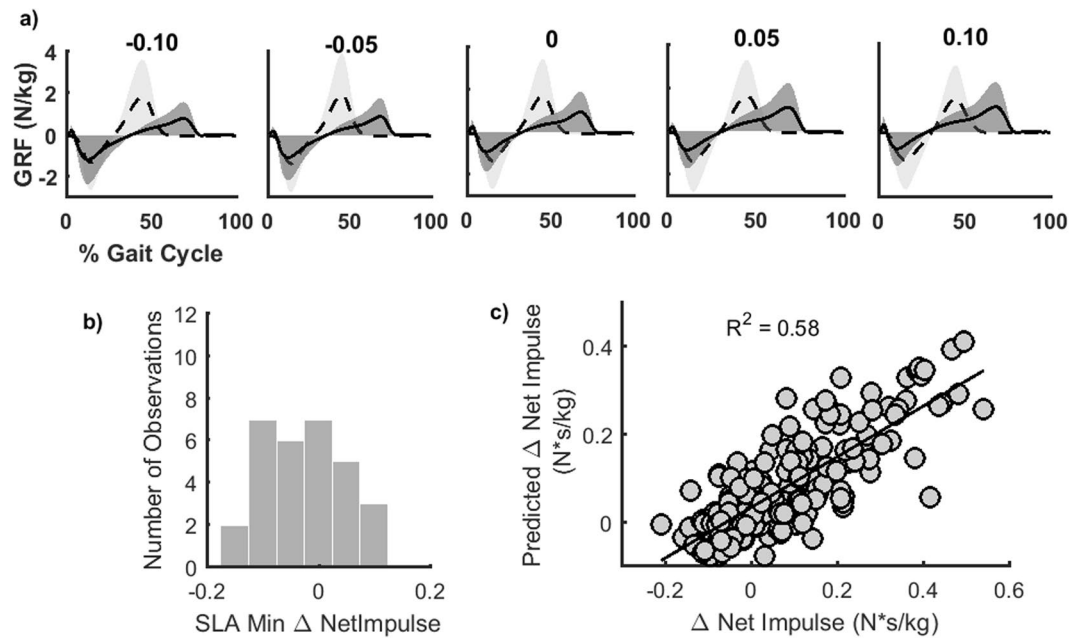 a)
-0.10
-0.05
0
0.05
0.10
GRF (N/kg)
4
2
0
-2
0 50 100
0 50 100
0 50 100
0 50 100
0 50 100
% Gait Cycle
b)
Number of Observations
12
10
8
6
4
2
0
-0.2 0 0.2
SLA Min Δ NetImpulse
c)
R² = 0.58
Predicted Δ Net Impulse
(N*s/kg)
0.4
0.2
0
-0.2 0 0.2 0.4 0.6
Δ Net Impulse (N*s/kg)